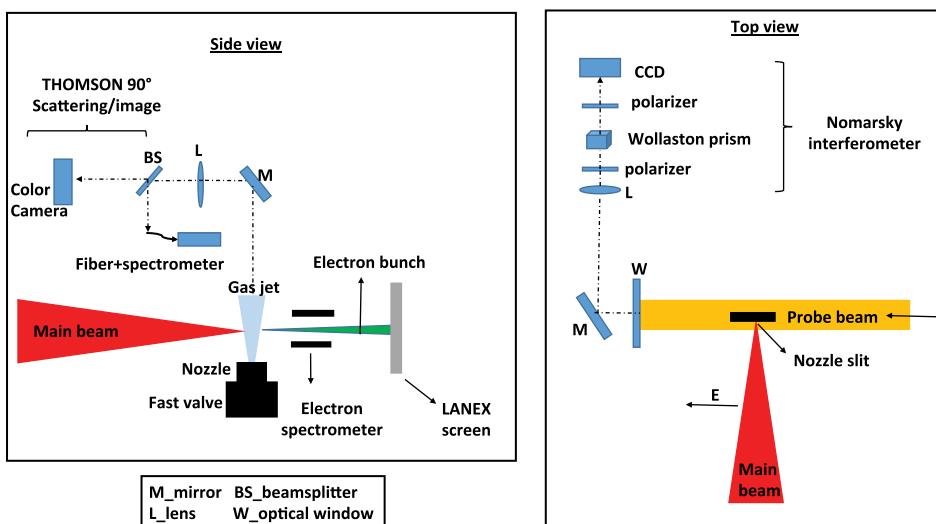 Side view
THOMSON 90°
Scattering/image
BS
L
M
Color
Camera
Fiber+spectrometer
Electron bunch
Gas jet
Main beam
Nozzle
Fast valve
Electron
spectrometer
LANEX
screen
M_mirror BS_beamsplitter
L_lens W_optical window
Top view
CCD
polarizer
Wollaston prism
Nomarsky
interferometer
polarizer
L
W
M
Probe beam
Nozzle slit
E
Main
beam